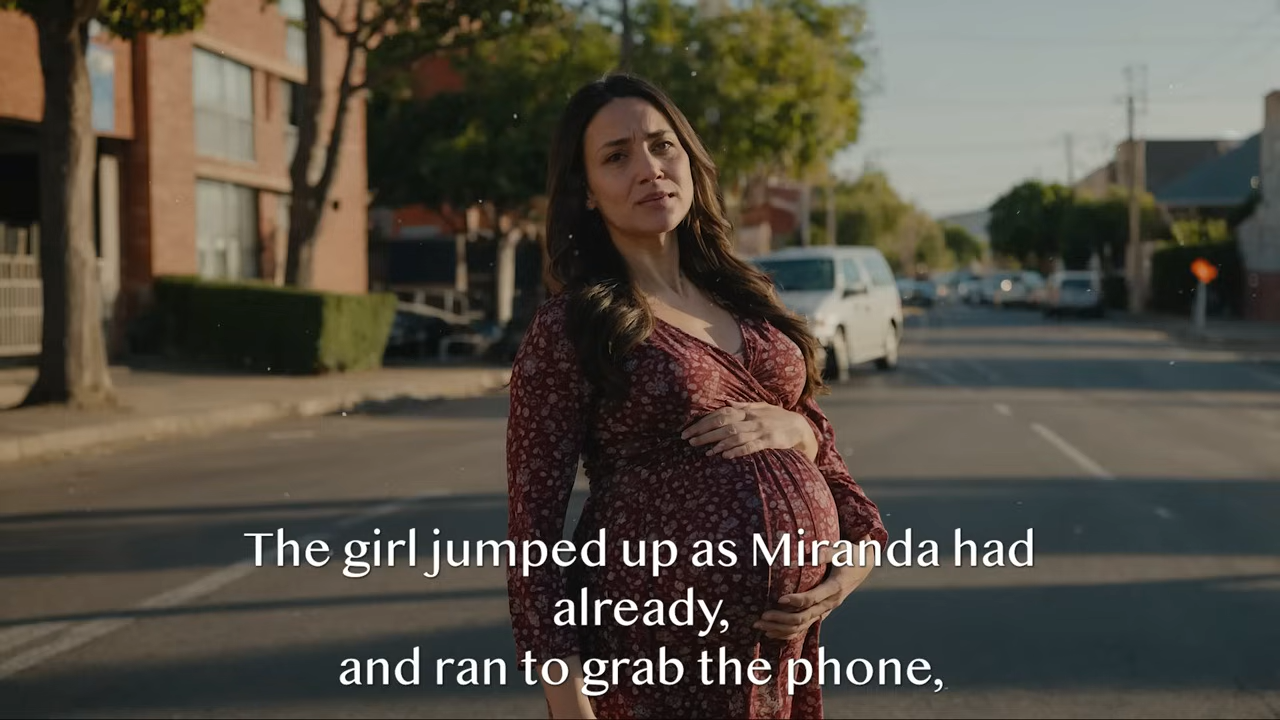 The girl jumped up as Miranda had
already,
and ran to grab the phone,